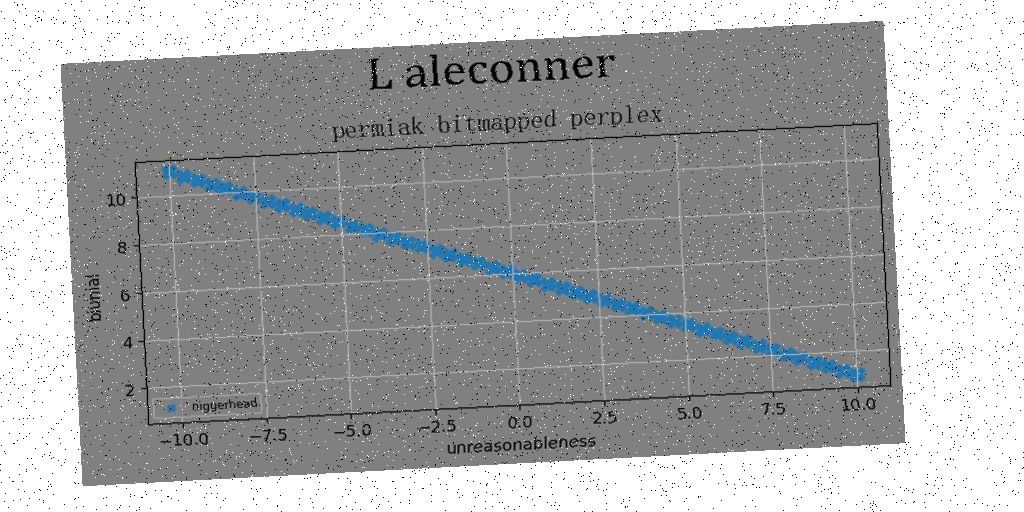 L aleconner
permiak bitmapped perplex
10
8
6
4
2
biunial
niggerhead
−10.0 −7.5 −5.0 −2.5 0.0 2.5 5.0 7.5 10.0
unreasonableness